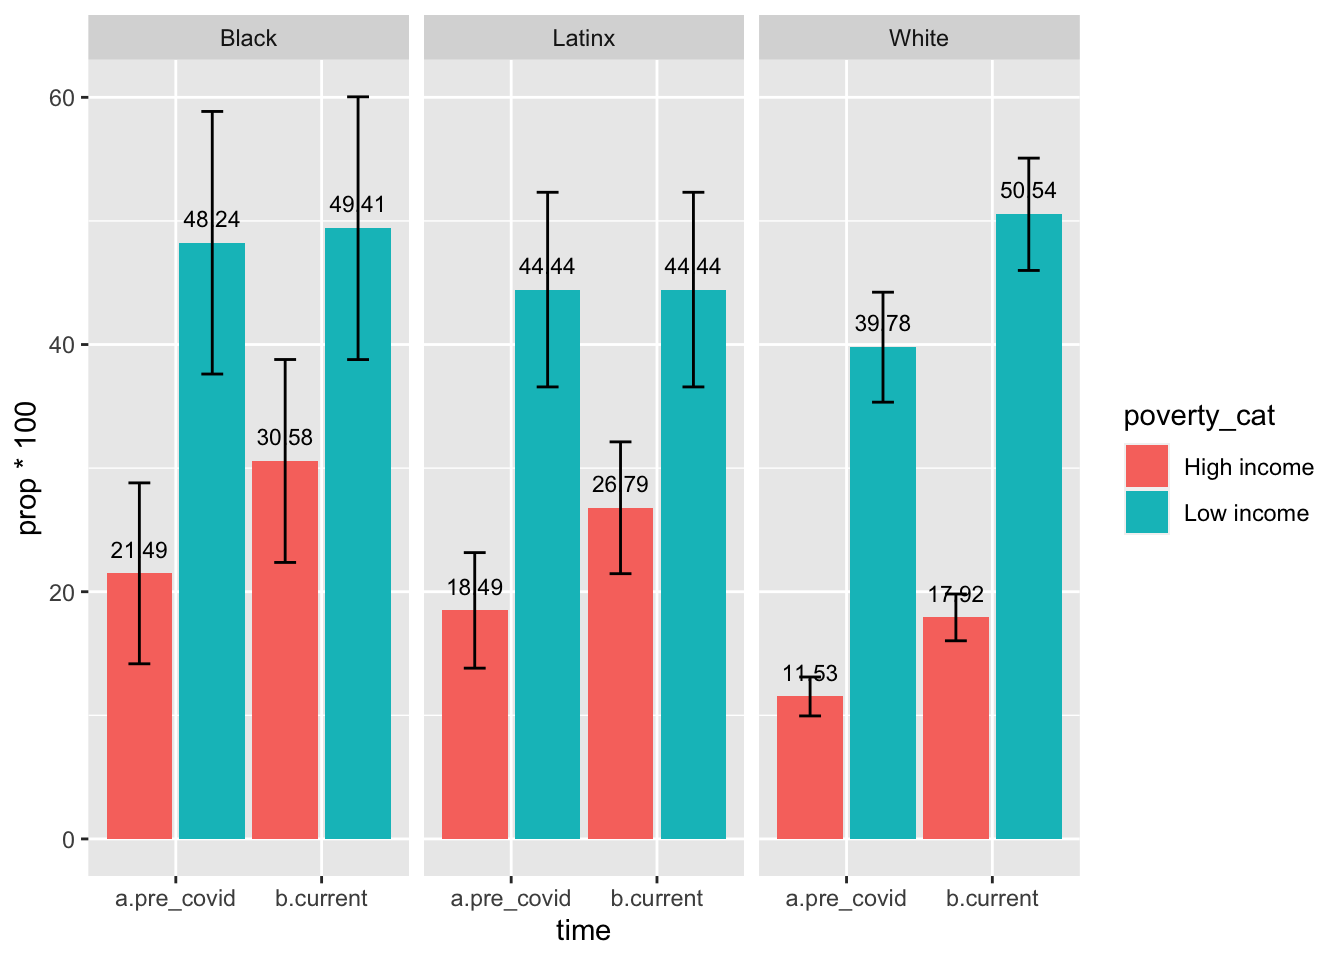 Black
Latinx
White
60
40
20
0
prop * 100
48.24
49.41
21.49
30.58
44.44
44.44
18.49
26.79
39.78
50.54
11.53
17.92
a.pre_covid
b.current
a.pre_covid
b.current
a.pre_covid
b.current
time
poverty_cat
High income
Low income